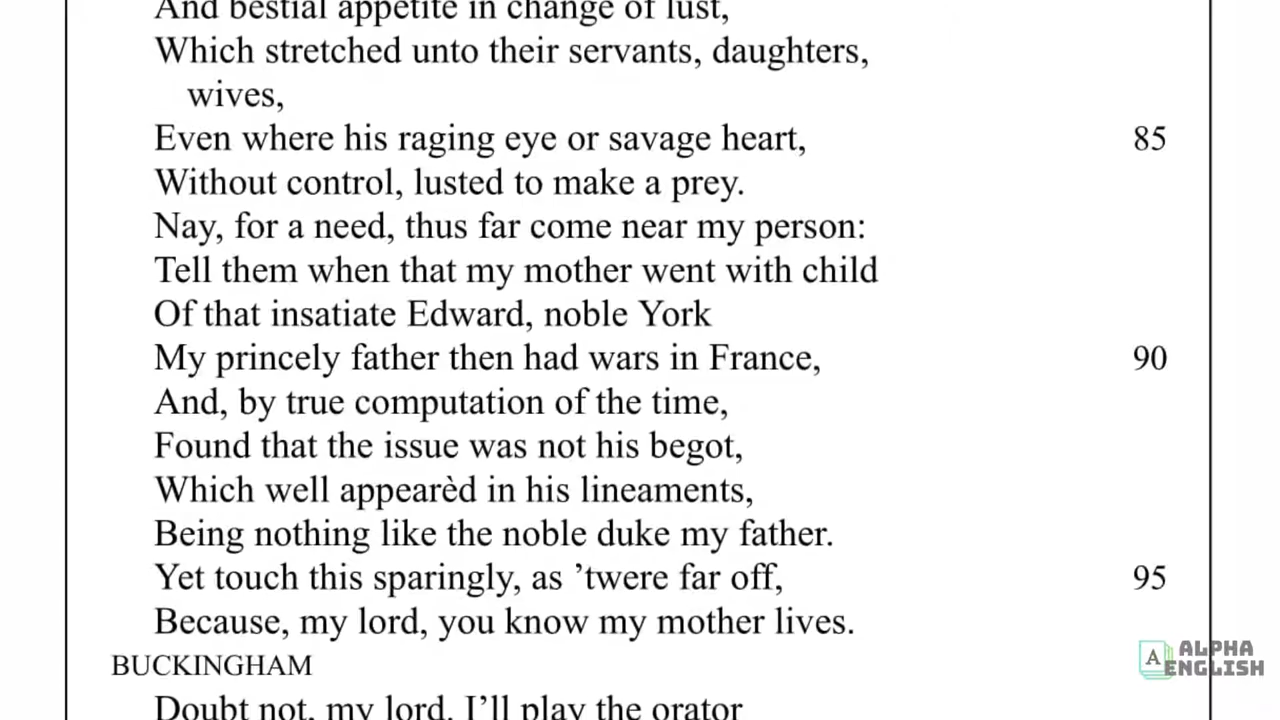 And bestial appetite in change of lust,
Which stretched unto their servants, daughters,
wives,
Even where his raging eye or savage heart, 85
Without control, lusted to make a prey.
Nay, for a need, thus far come near my person:
Tell them when that my mother went with child
Of that insatiate Edward, noble York
My princely father then had wars in France, 90
And, by true computation of the time,
Found that the issue was not his begot,
Which well appearèd in his lineaments,
Being nothing like the noble duke my father.
Yet touch this sparingly, as ’twere far off, 95
Because, my lord, you know my mother lives.
BUCKINGHAM
Doubt not, my lord. I’ll play the orator
A ALPHA
ENGLISH